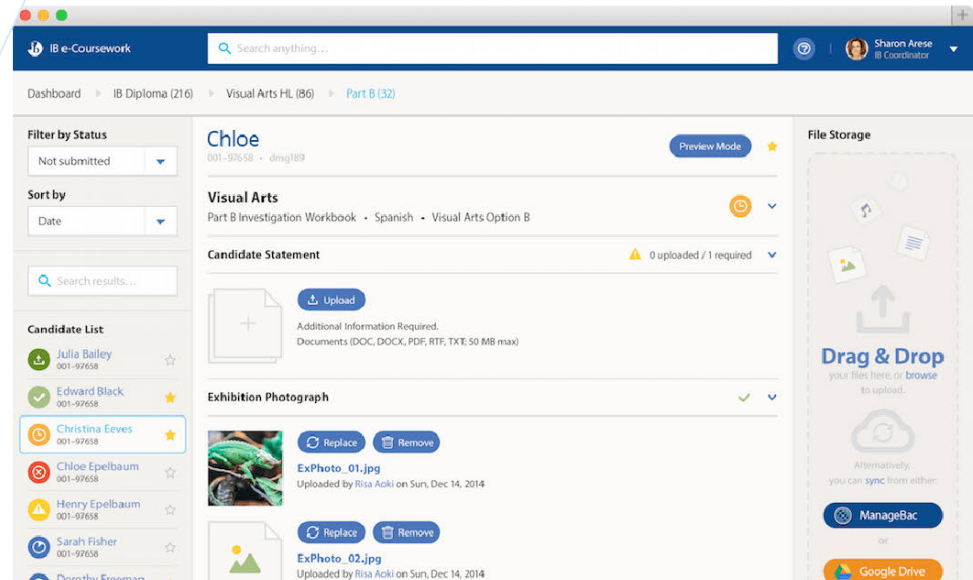 IB e-Coursework
Search anything...
Sharon Arese
IB Coordinator
Dashboard
IB Diploma (216)
Visual Arts HL (86)
Part B (32)
Filter by Status
Not submitted
Sort by
Date
Search results...
Candidate List
Julia Bailey
001-97658
Edward Black
001-97658
Christina Eeves
001-97658
Chloe Epelbaum
001-97658
Henry Epelbaum
001-97658
Sarah Fisher
001-97658
Dorothy Freeman
Chloe
001-97658 • dmg189
Preview Mode
Visual Arts
Part B Investigation Workbook • Spanish • Visual Arts Option B
Candidate Statement
0 uploaded / 1 required
Upload
Additional Information Required.
Documents (DOC, DOCX, PDF, RTF, TXT; 50 MB max)
Exhibition Photograph
Replace
Remove
ExPhoto_01.jpg
Uploaded by Risa Aoki on Sun, Dec 14, 2014
Replace
Remove
ExPhoto_02.jpg
Uploaded by Risa Aoki on Sun, Dec 14, 2014
File Storage
Drag & Drop
your files here, or browse
to upload.
Alternatively,
you can sync from either:
ManageBac
or
Google Drive